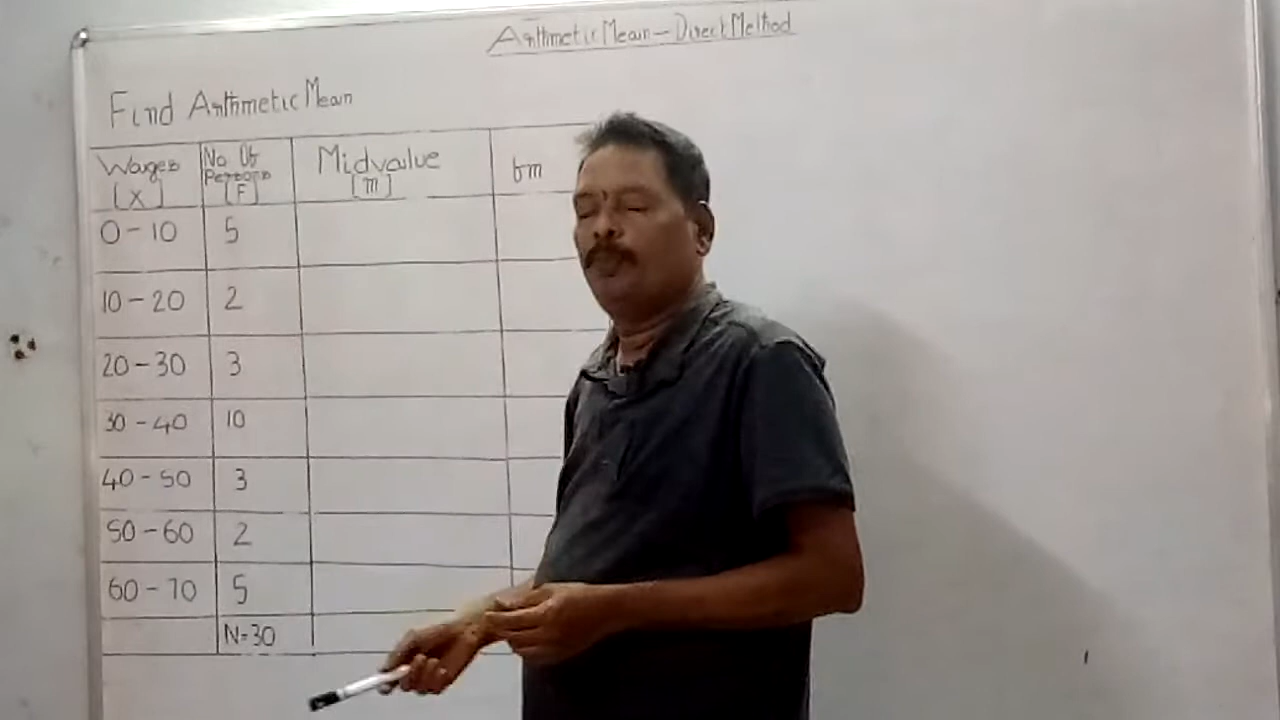 Arithmetic Mean - Direct Method
Find Arithmetic Mean
Wages [X] No Of Persons [F] Midvalue [m] fm
0 - 10 5
10 - 20 2
20 - 30 3
30 - 40 10
40 - 50 3
50 - 60 2
60 - 70 5
N=30